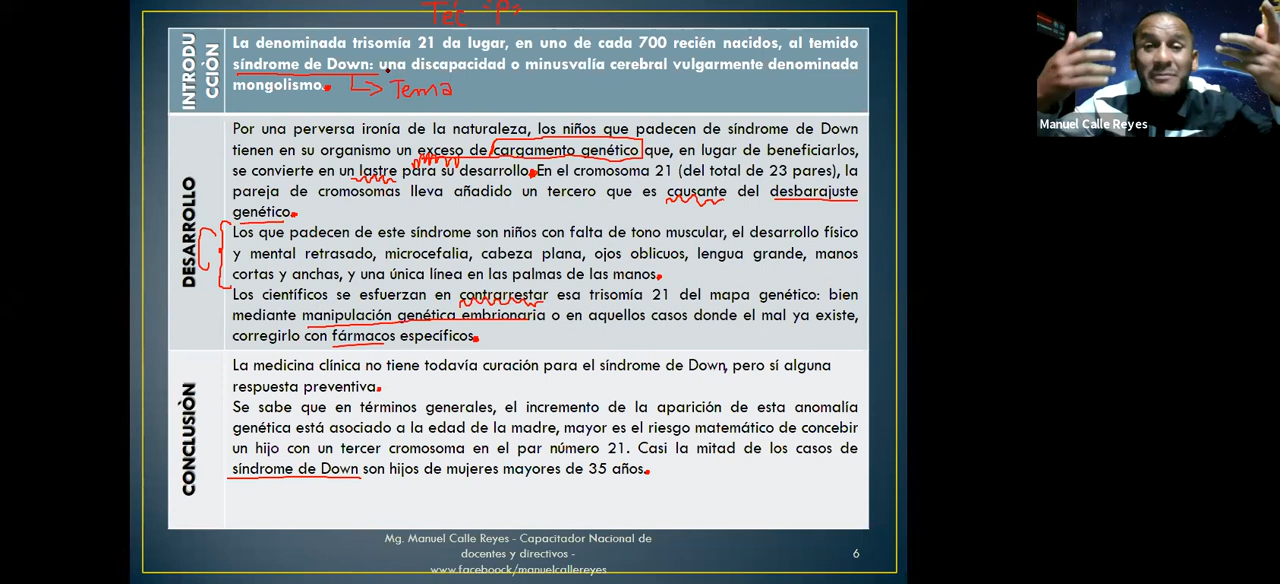 Téc
INTRODU
CCIÓN
La denominada trisomía 21 da lugar, en uno de cada 700 recién nacidos, al temido
síndrome de Down: una discapacidad o minusvalía cerebral vulgarmente denominada
mongolismo.
Tema
DESARROLLO
Por una perversa ironía de la naturaleza, los niños que padecen de síndrome de Down
tienen en su organismo un exceso de cargamento genético que, en lugar de beneficiarlos,
se convierte en un lastre para su desarrollo. En el cromosoma 21 (del total de 23 pares), la
pareja de cromosomas lleva añadido un tercero que es causante del desbarajuste
genético.
Los que padecen de este síndrome son niños con falta de tono muscular, el desarrollo físico
y mental retrasado, microcefalia, cabeza plana, ojos oblicuos, lengua grande, manos
cortas y anchas, y una única línea en las palmas de las manos.
Los científicos se esfuerzan en contrarrestar esa trisomía 21 del mapa genético: bien
mediante manipulación genética embrionaria o en aquellos casos donde el mal ya existe,
corregirlo con fármacos específicos.
CONCLUSIÓN
La medicina clínica no tiene todavía curación para el síndrome de Down, pero sí alguna
respuesta preventiva.
Se sabe que en términos generales, el incremento de la aparición de esta anomalía
genética está asociado a la edad de la madre, mayor es el riesgo matemático de concebir
un hijo con un tercer cromosoma en el par número 21. Casi la mitad de los casos de
síndrome de Down son hijos de mujeres mayores de 35 años.
Mg. Manuel Calle Reyes - Capacitador Nacional de
docentes y directivos -
www.faceboock/manuelcallereyes
6
Manuel Calle Reyes